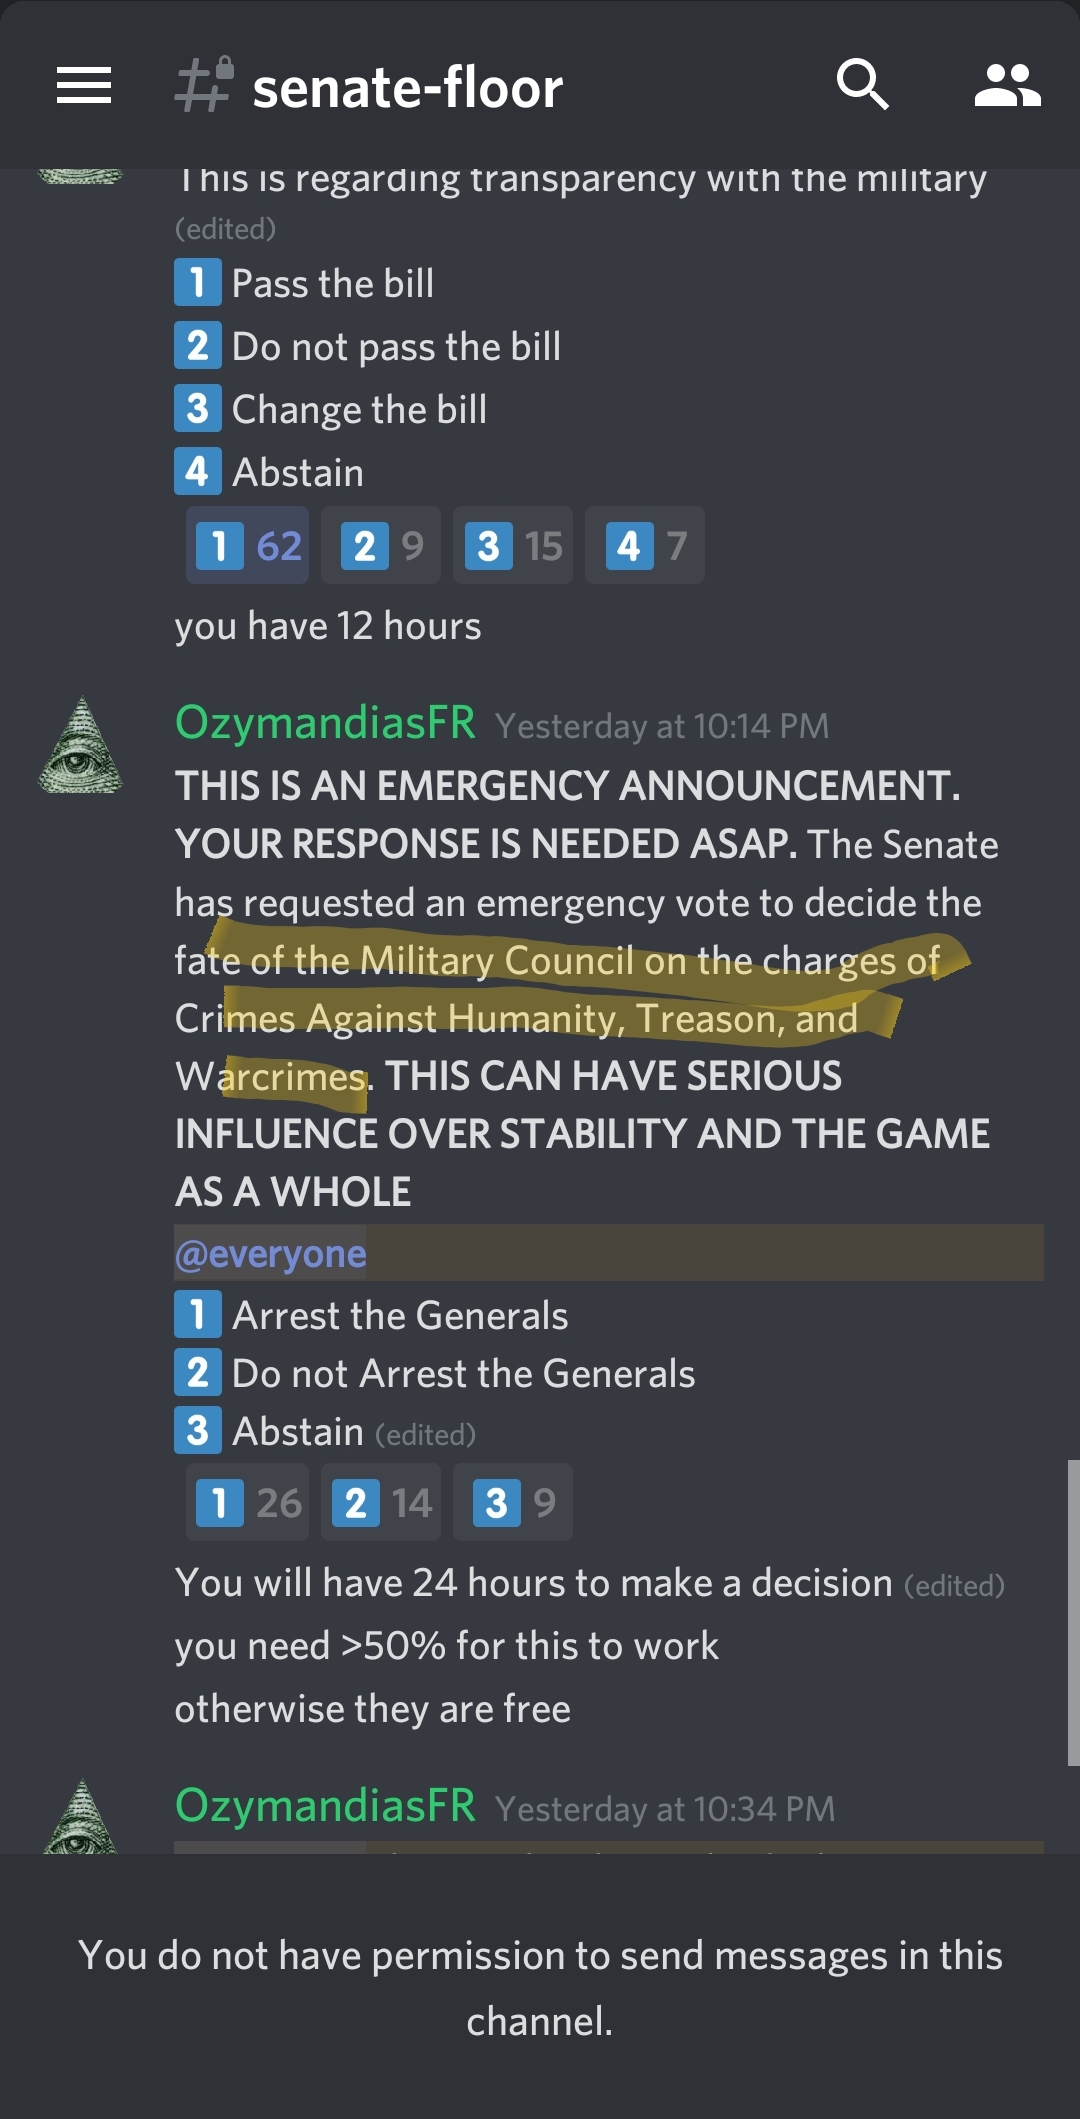 senate-floor
This is regarding transparency with the military
(edited)
1 Pass the bill
2 Do not pass the bill
3 Change the bill
4 Abstain
1 62 2 9 3 15 4 7
you have 12 hours
OzymandiasFR Yesterday at 10:14 PM
THIS IS AN EMERGENCY ANNOUNCEMENT.
YOUR RESPONSE IS NEEDED ASAP. The Senate
has requested an emergency vote to decide the
fate of the Military Council on the charges of
Crimes Against Humanity, Treason, and
Warcrimes. THIS CAN HAVE SERIOUS
INFLUENCE OVER STABILITY AND THE GAME
AS A WHOLE
@everyone
1 Arrest the Generals
2 Do not Arrest the Generals
3 Abstain (edited)
1 26 2 14 3 9
You will have 24 hours to make a decision (edited)
you need >50% for this to work
otherwise they are free
OzymandiasFR Yesterday at 10:34 PM
You do not have permission to send messages in this
channel.